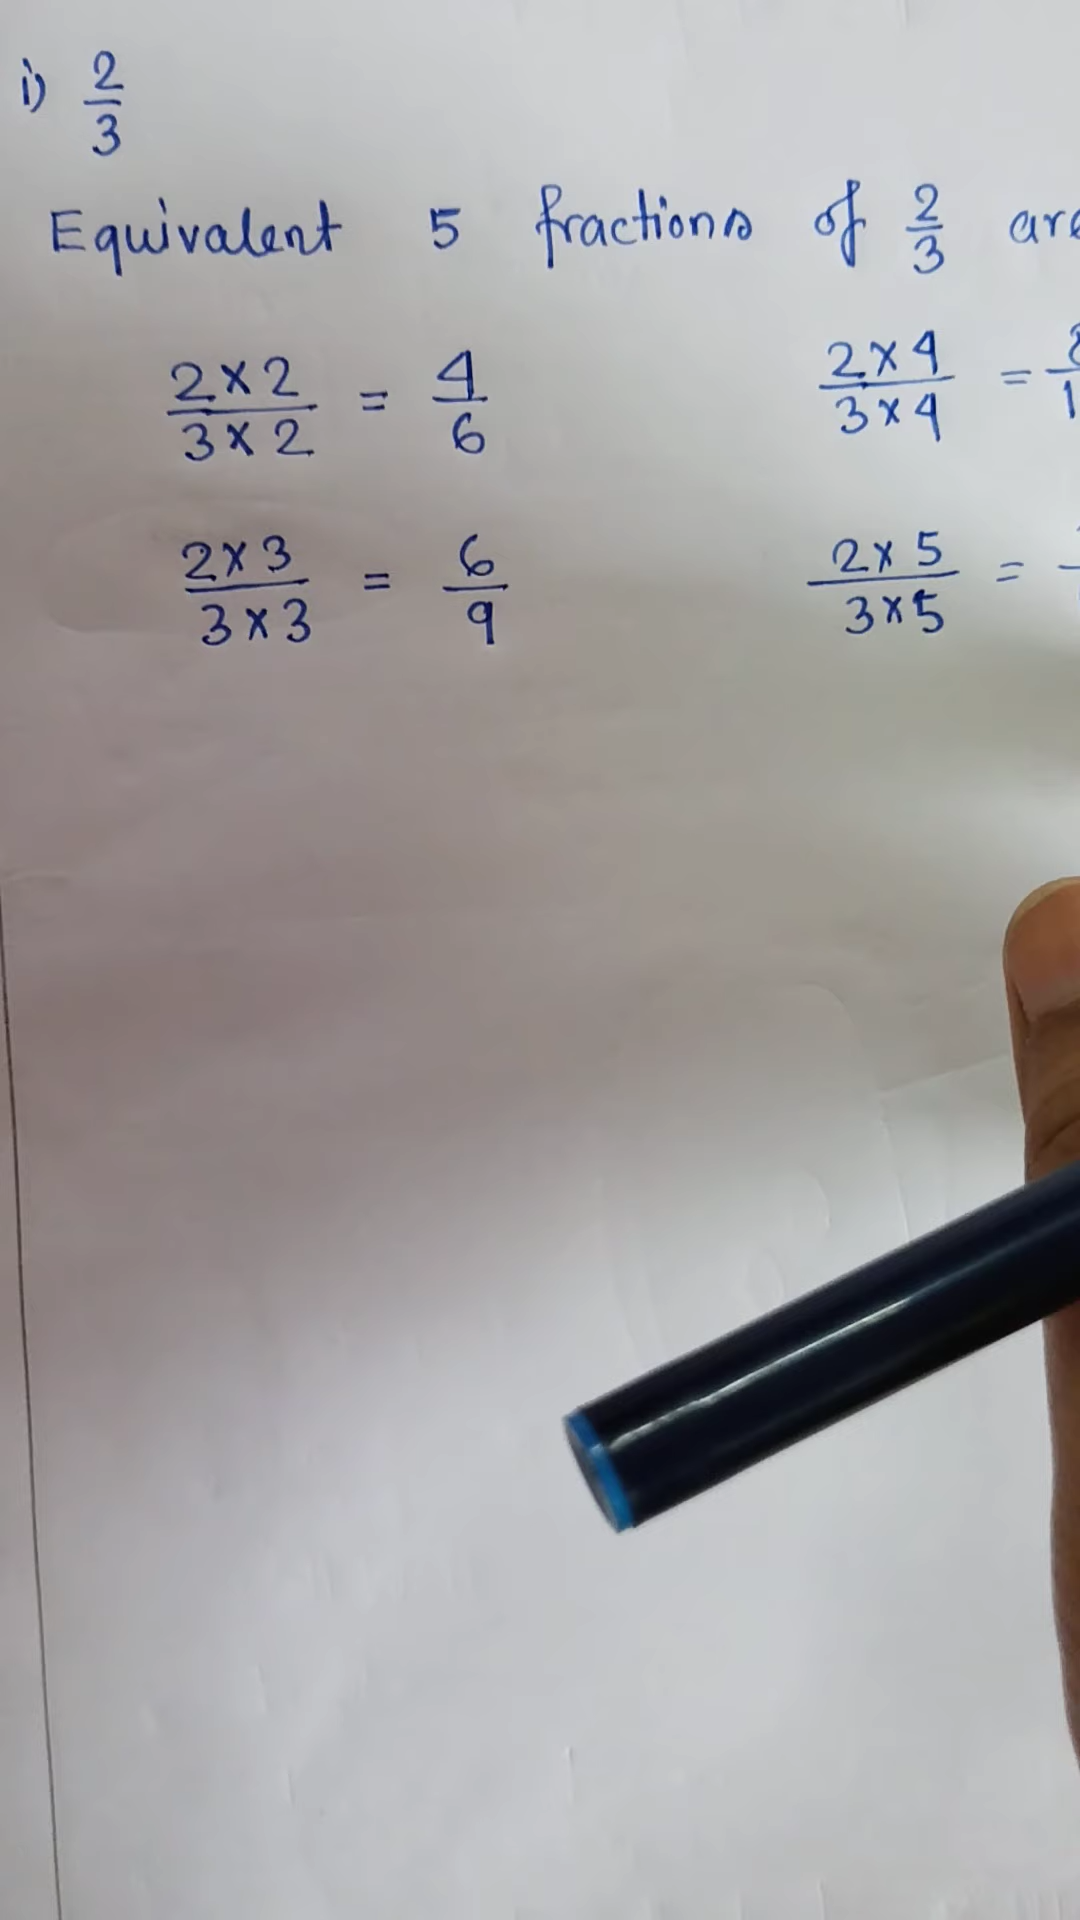 i) 2/3
Equivalent 5 fractions of 2/3 are
2×2/3×2 = 4/6
2×4/3×4 =
2×3/3×3 = 6/9
2×5/3×5 =